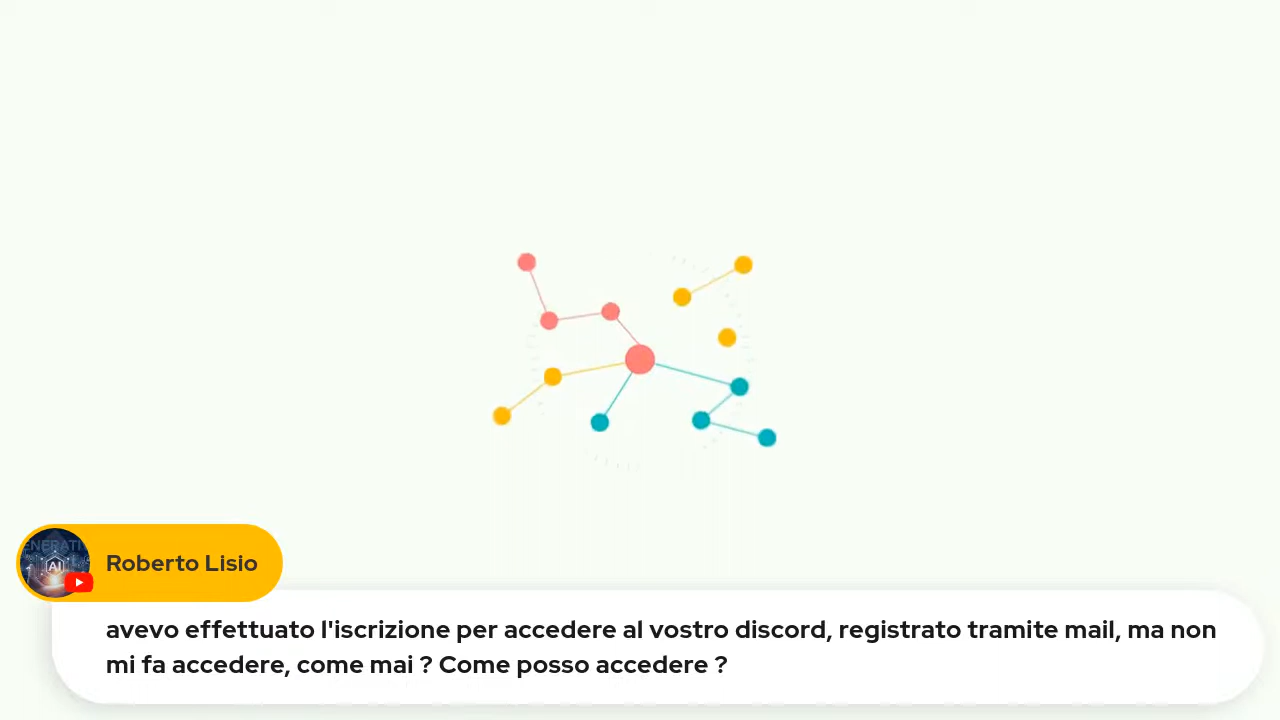 Roberto Lisio
avevo effettuato l'iscrizione per accedere al vostro discord, registrato tramite mail, ma non
mi fa accedere, come mai ? Come posso accedere ?